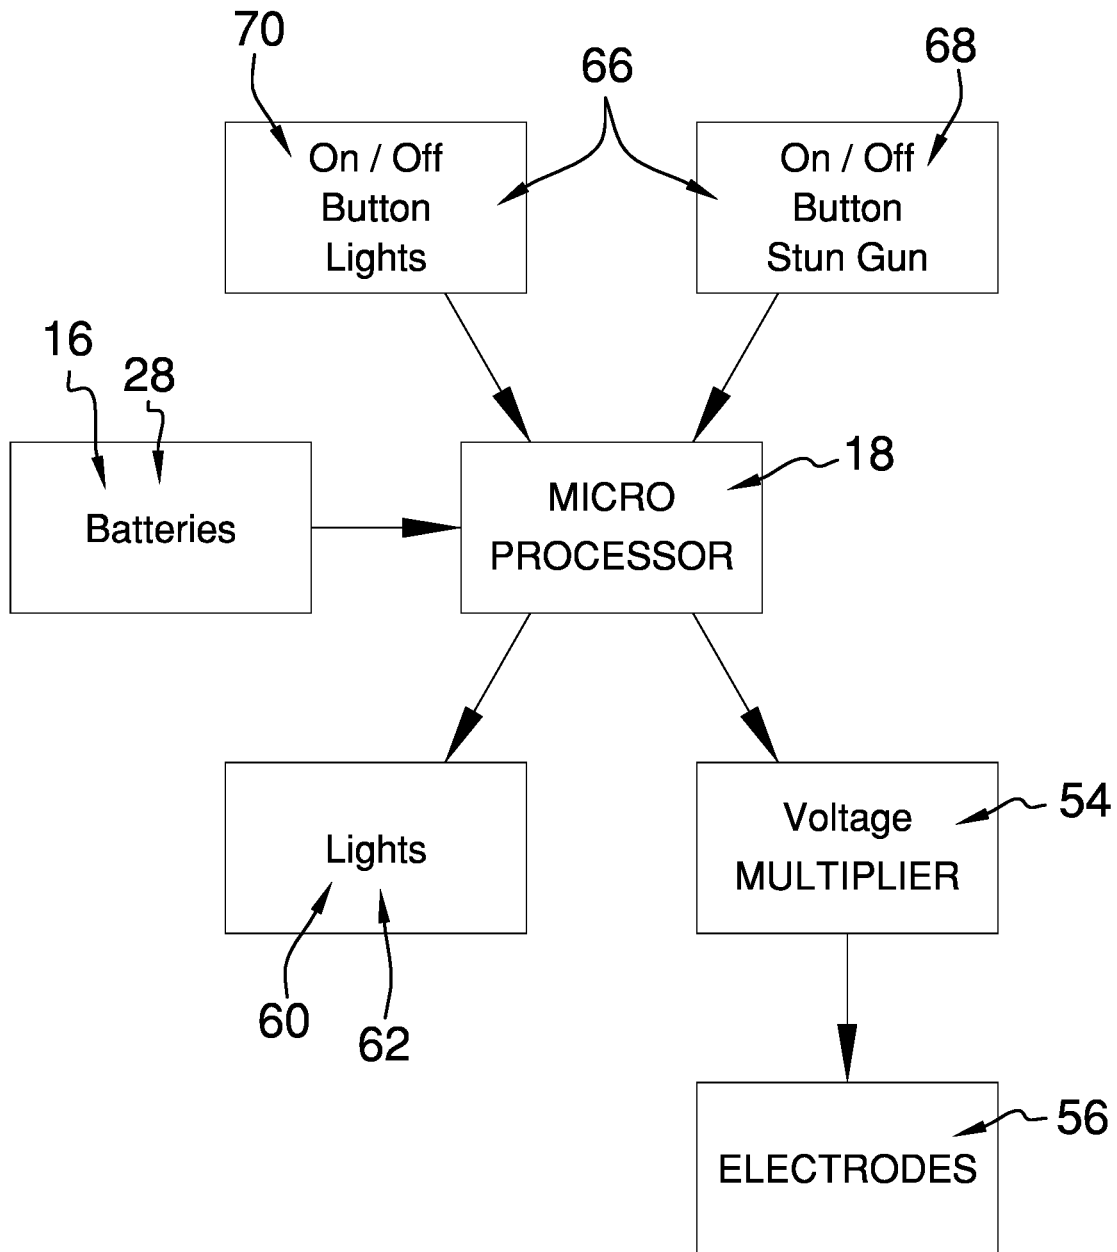 70
66
68
On / Off
Button
Lights
On / Off
Button
Stun Gun
16
28
Batteries
MICRO
PROCESSOR
18
Lights
60
62
Voltage
MULTIPLIER
54
ELECTRODES
56